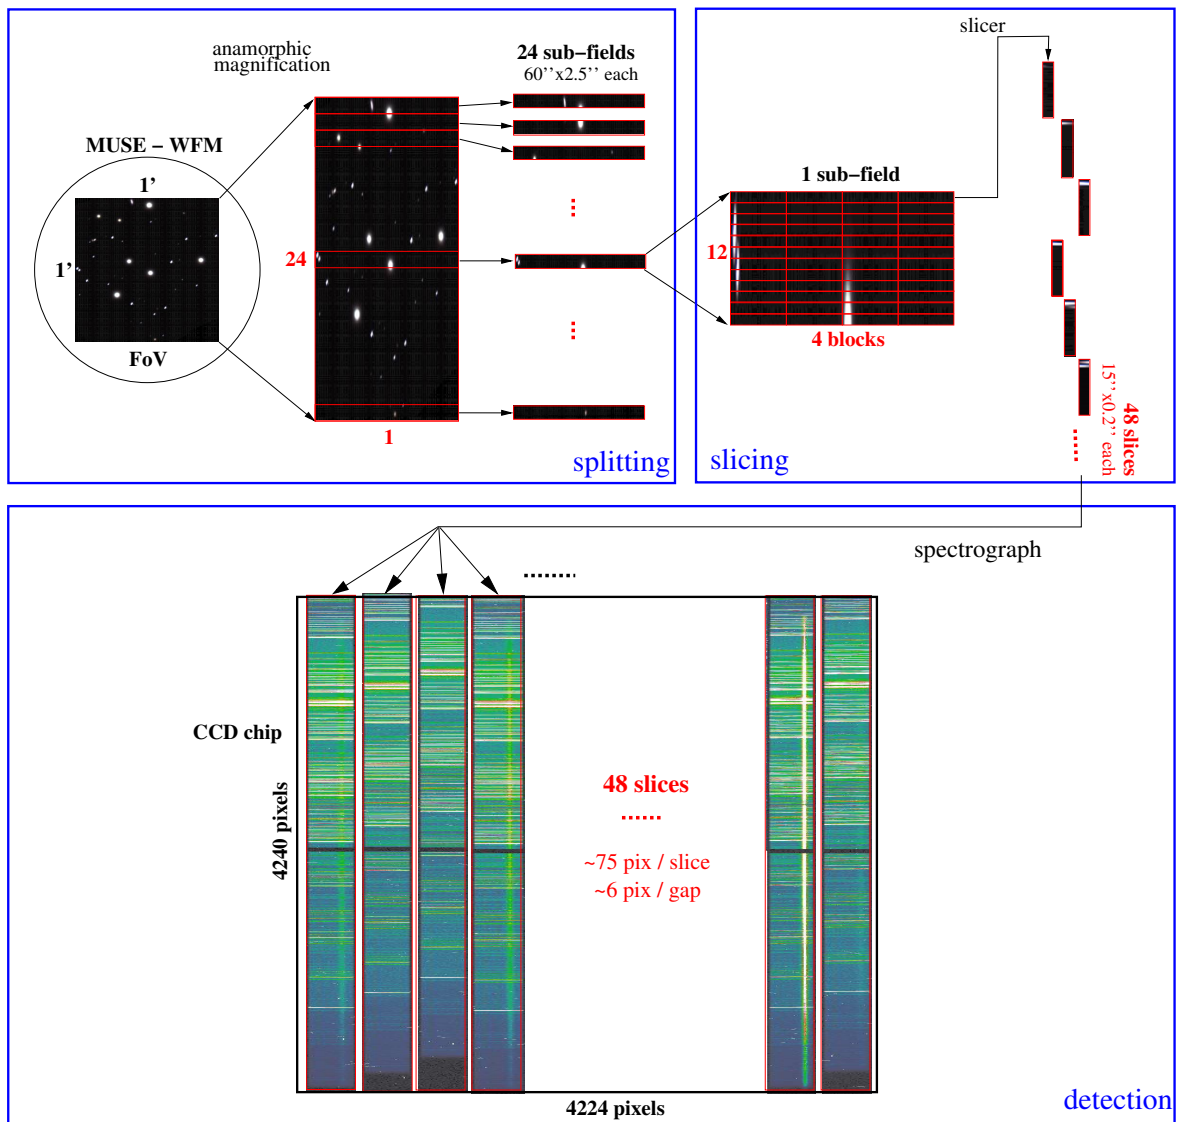 anamorphic
magnification
24 sub–fields
60’’x2.5’’ each
MUSE – WFM
1’
1’
FoV
24
1
splitting
slicer
1 sub–field
12
4 blocks
48 slices
15’’x0.2’’ each
slicing
spectrograph
CCD chip
4240 pixels
48 slices
~75 pix / slice
~6 pix / gap
4224 pixels
detection